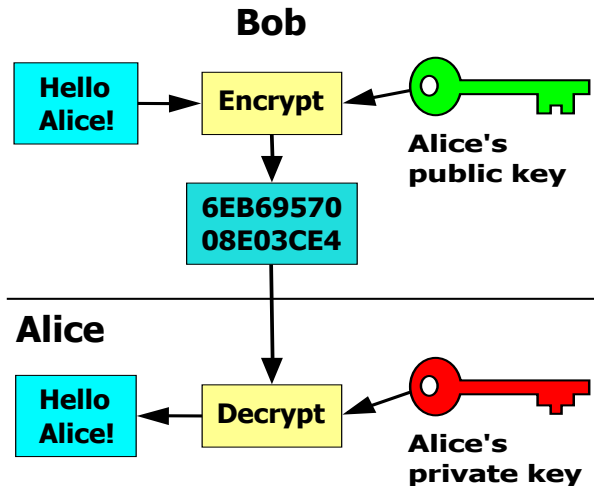 Bob
Hello
Alice!
Encrypt
Alice's
public key
6EB69570
08E03CE4
Alice
Hello
Alice!
Decrypt
Alice's
private key